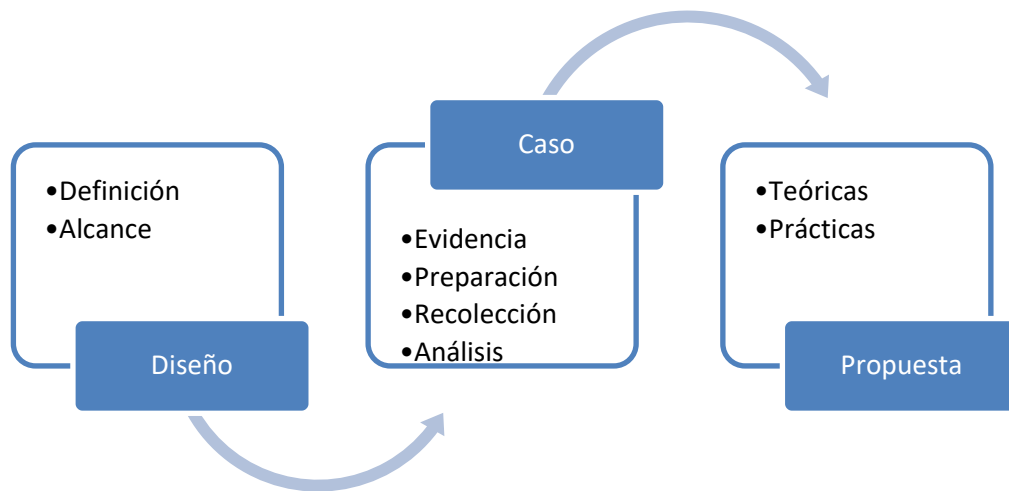 •Definición
•Alcance
Diseño
Caso
•Evidencia
•Preparación
•Recolección
•Análisis
•Teóricas
•Prácticas
Propuesta